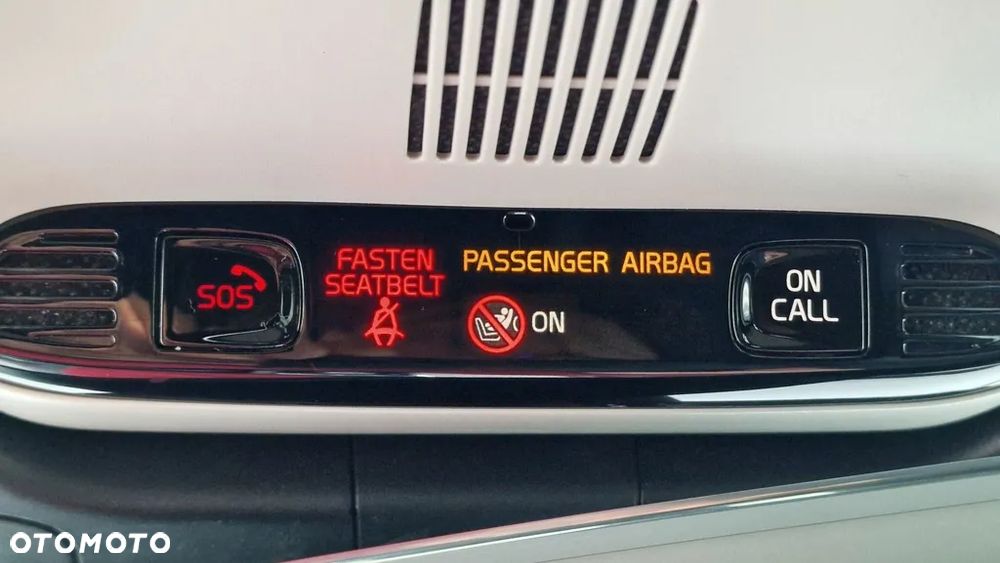 SOS
FASTEN
SEATBELT
PASSENGER AIRBAG
ON
ON
CALL
OTOMOTO